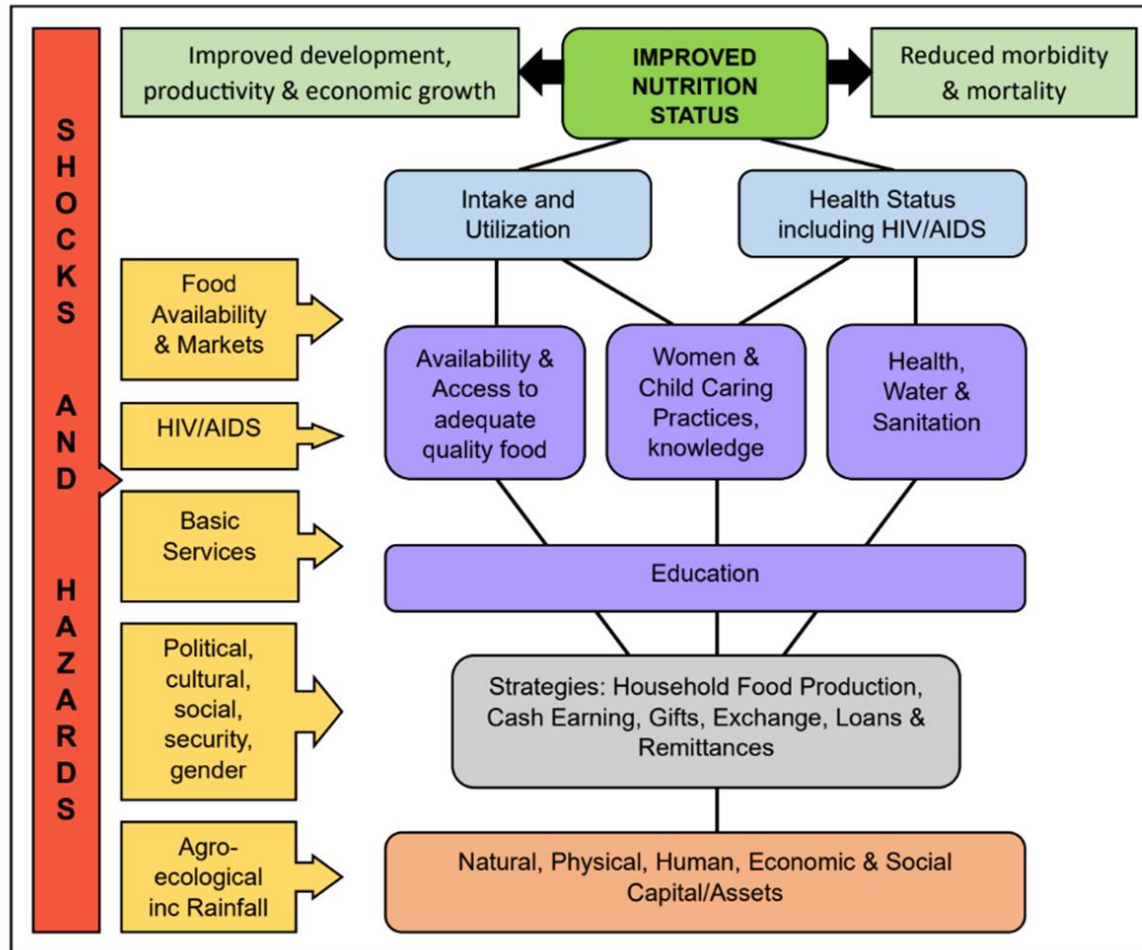 SHOCKS AND HAZARDS
Improved development,
productivity & economic growth
IMPROVED
NUTRITION
STATUS
Reduced morbidity
& mortality
Intake and
Utilization
Health Status
including HIV/AIDS
Food
Availability
& Markets
HIV/AIDS
Basic
Services
Political,
cultural,
social,
security,
gender
Agro-
ecological
inc Rainfall
Availability &
Access to
adequate
quality food
Women &
Child Caring
Practices,
knowledge
Health,
Water &
Sanitation
Education
Strategies: Household Food Production,
Cash Earning, Gifts, Exchange, Loans &
Remittances
Natural, Physical, Human, Economic & Social
Capital/Assets